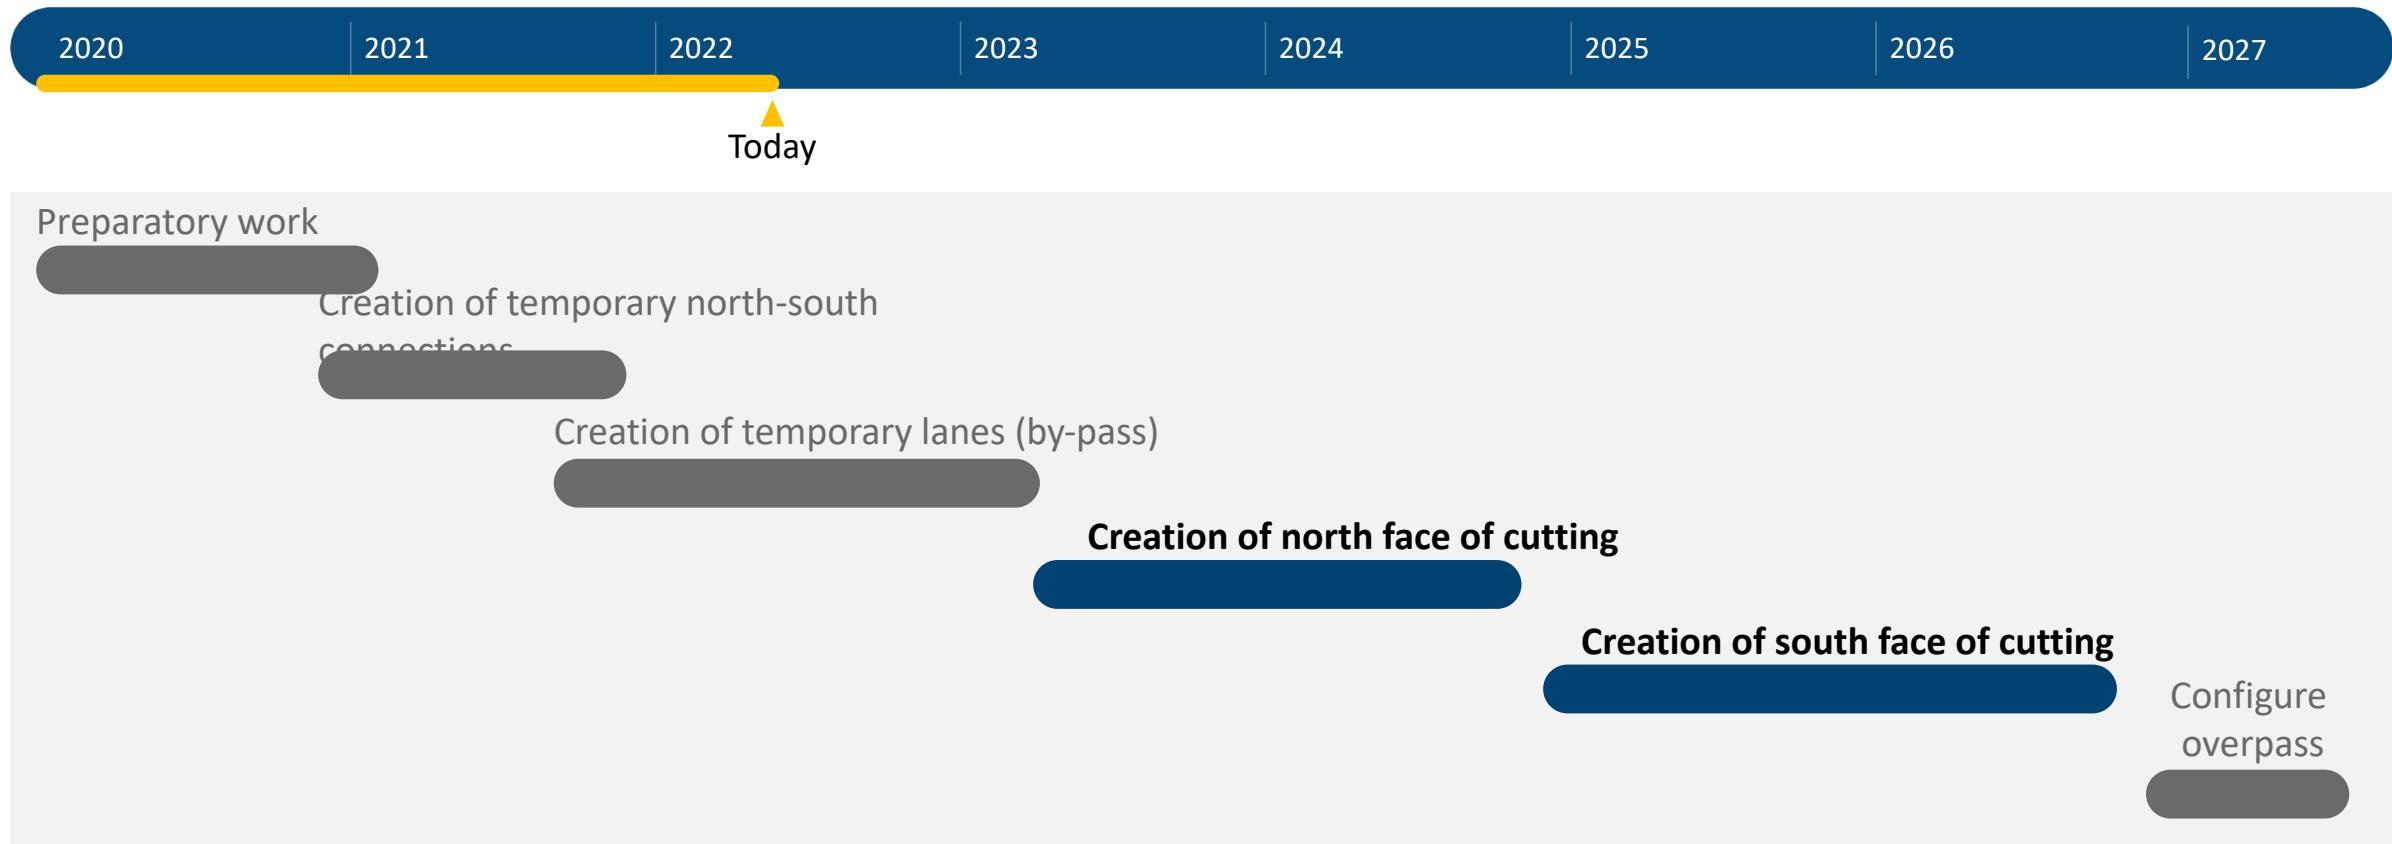 2020
2021
2022
2023
2024
2025
2026
2027
Today
Preparatory work
Creation of temporary north-south
connections
Creation of temporary lanes (by-pass)
Creation of north face of cutting
Creation of south face of cutting
Configure
overpass